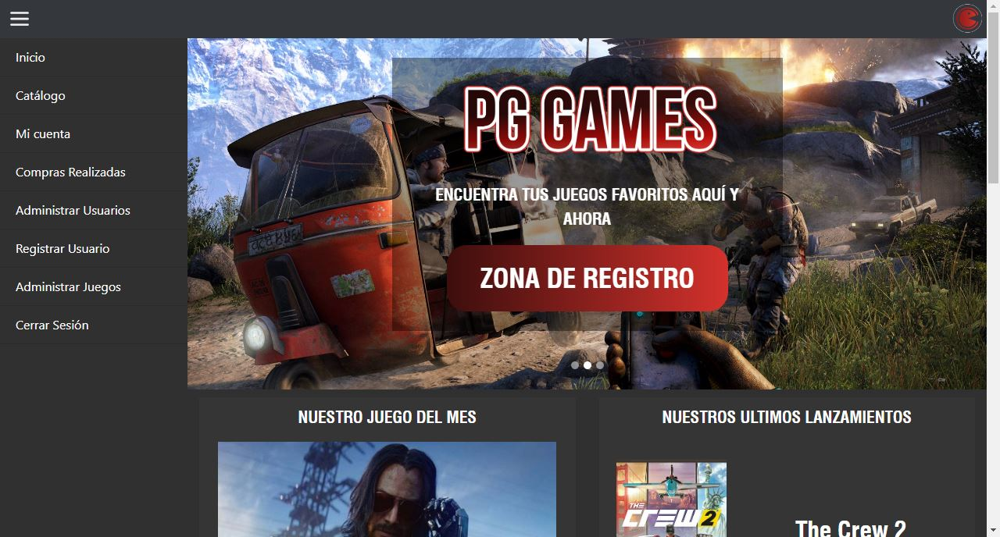 Inicio
Catálogo
Mi cuenta
Compras Realizadas
Administrar Usuarios
Registrar Usuario
Administrar Juegos
Cerrar Sesión
PG GAMES
ENCUENTRA TUS JUEGOS FAVORITOS AQUÍ Y
AHORA
ZONA DE REGISTRO
NUESTRO JUEGO DEL MES
NUESTROS ULTIMOS LANZAMIENTOS
THE
CREW 2
The Crew 2